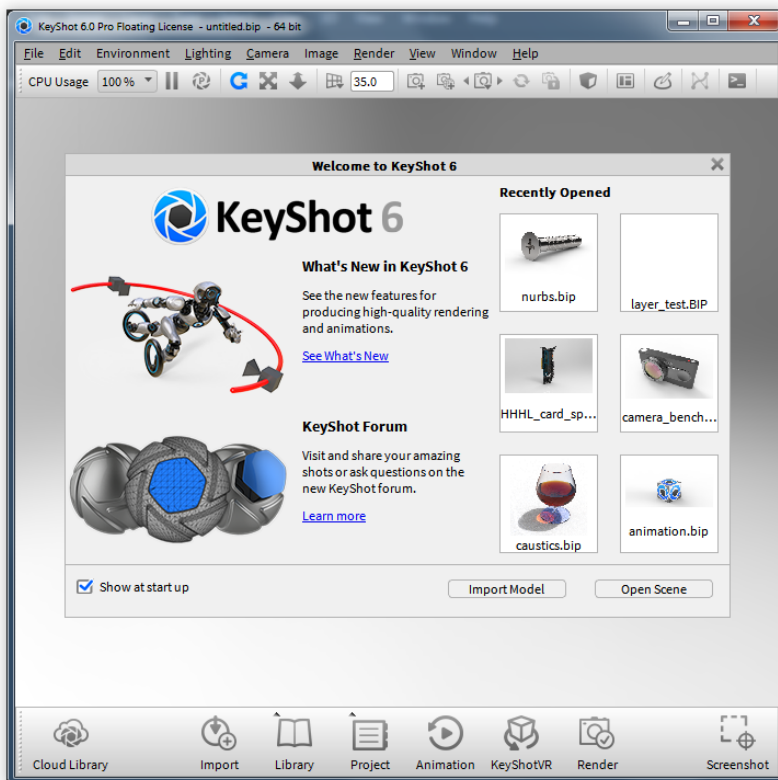 KeyShot 6.0 Pro Floating License - untitled.bip - 64 bit
File Edit Environment Lighting Camera Image Render View Window Help
CPU Usage 100 % 35.0
Welcome to KeyShot 6
KeyShot 6
Recently Opened
What's New in KeyShot 6
See the new features for
producing high-quality rendering
and animations.
See What's New
nurbs.bip
layer_test.BIP
HHHL_card_sp...
camera_bench...
KeyShot Forum
Visit and share your amazing
shots or ask questions on the
new KeyShot forum.
Learn more
caustics.bip
animation.bip
Show at start up
Import Model
Open Scene
Cloud Library Import Library Project Animation KeyShotVR Render Screenshot